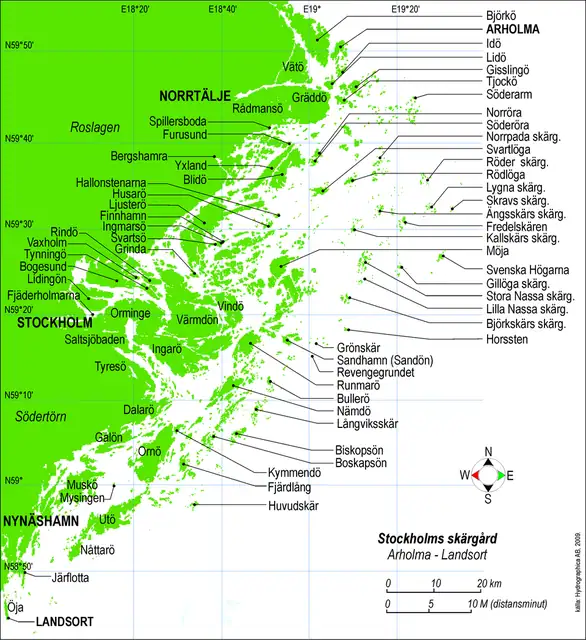 E18°20'
E18°40'
E19°
E19°20'
Björkö
ARHOLMA
N59°50'
Idö
Lidö
Vätö
Gisslingö
Tjockö
NORRTÄLJE
Gräddö
Söderarm
Rådmansö
Norröra
Spillersboda
Söderöra
Roslagen
Furusund
Norrpada skärg.
N59°40'
Svartlöga
Bergshamra
Röder skärg.
Yxland
Rödlöga
Blidö
Hallonstenarna
Lygna skärg.
Husarö
Skravs skärg.
Ljusterö
Ängsskärs skärg.
Finnhamn
Fredelskären
N59°30'
Ingmarsö
Kallskärs skärg.
Rindö
Svartsö
Vaxholm
Grinda
Möja
Tynningö
Bogesund
Svenska Högarna
Lidingön
Gillöga skärg.
Fjäderholmarna
Stora Nassa skärg.
N59°20'
Orminge
Vindö
Lilla Nassa skärg.
STOCKHOLM
Värmdön
Björkskärs skärg.
Saltsjöbaden
Horssten
Ingarö
Grönskär
Sandhamn (Sandön)
Tyresö
Revengegrundet
Runmarö
Bullerö
N59°10'
Dalarö
Nämdö
Södertörn
Långviksskär
Gålön
Ornö
Biskopsön
Boskapsön
Kymmendö
N
W
E
S
N59°
Muskö
Fjärdlång
Mysingen
Huvudskär
NYNÄSHAMN
Utö
Stockholms skärgård
Nåttarö
Arholma - Landsort
N58°50'
Järflotta
0 10 20 km
Öja
0 5 10 M (distansminut)
LANDSORT
källa: Hydrographica AB, 2009.